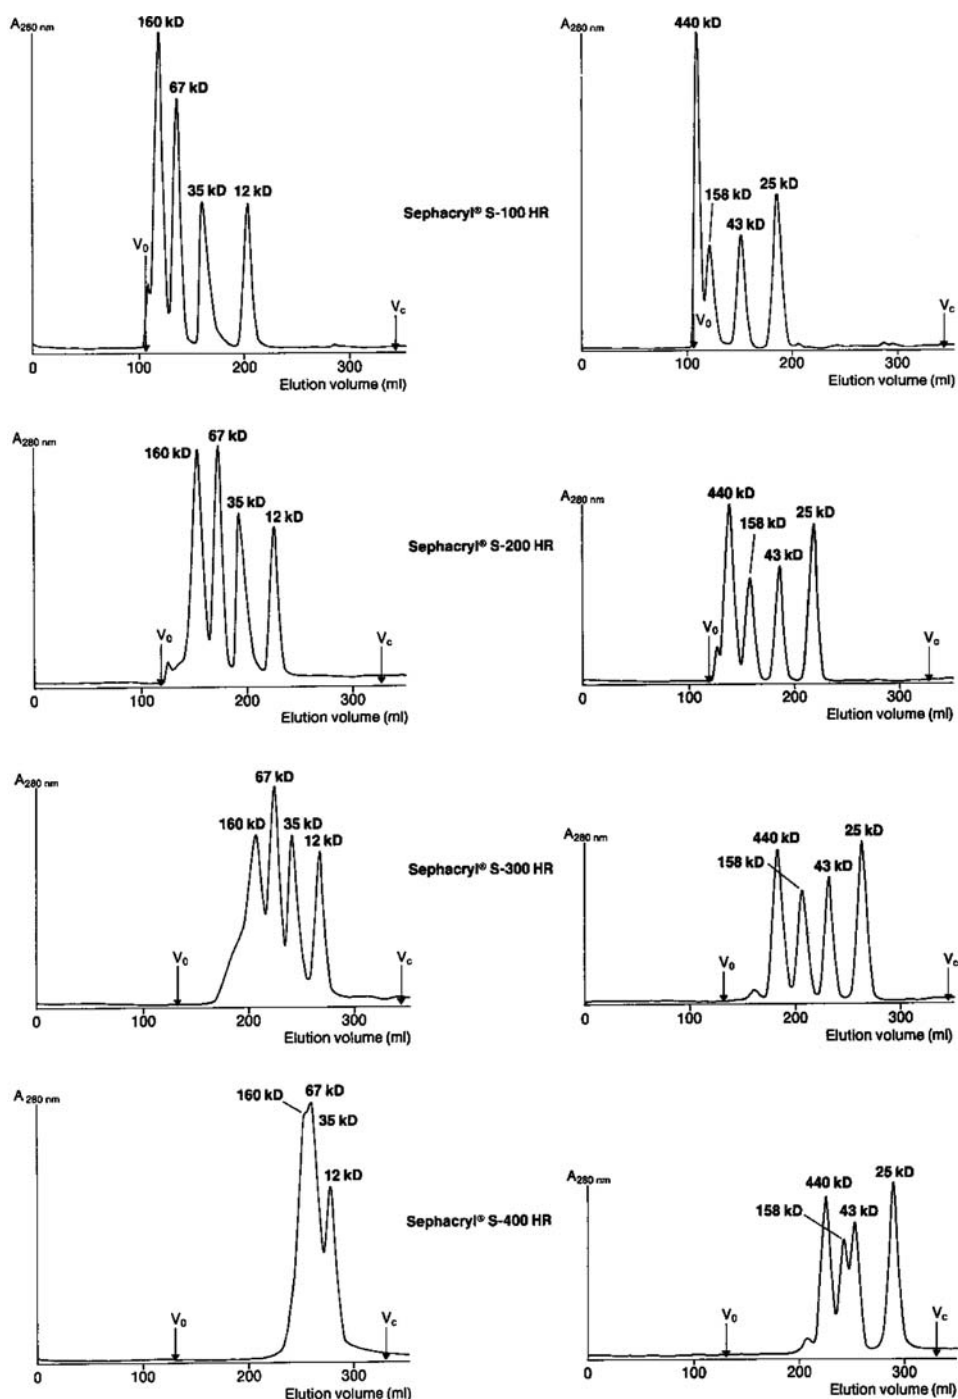 A280 nm
160 kD
67 kD
35 kD
12 kD
V0
Vc
0
100
200
300
Elution volume (ml)
Sephacryl® S-100 HR
A280 nm
440 kD
158 kD
43 kD
25 kD
V0
Vc
0
100
200
300
Elution volume (ml)
A280 nm
160 kD
67 kD
35 kD
12 kD
V0
Vc
0
100
200
300
Elution volume (ml)
Sephacryl® S-200 HR
A280 nm
440 kD
158 kD
43 kD
25 kD
V0
Vc
0
100
200
300
Elution volume (ml)
A280 nm
67 kD
160 kD
35 kD
12 kD
V0
Vc
0
100
200
300
Elution volume (ml)
Sephacryl® S-300 HR
A280 nm
440 kD
158 kD
43 kD
25 kD
V0
Vc
0
100
200
300
Elution volume (ml)
A280 nm
160 kD
67 kD
35 kD
12 kD
V0
Vc
0
100
200
300
Elution volume (ml)
Sephacryl® S-400 HR
A280 nm
440 kD
158 kD
43 kD
25 kD
V0
Vc
0
100
200
300
Elution volume (ml)